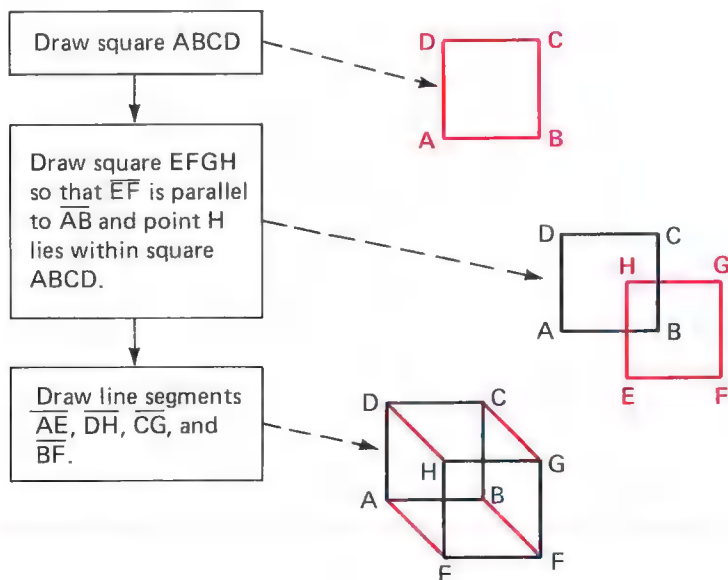 Draw square ABCD
D C
A B
Draw square EFGH
so that EF is parallel
to AB and point H
lies within square
ABCD.
D C
H G
A B
E F
Draw line segments
AE, DH, CG, and
BF.
D C
H G
A B
E F